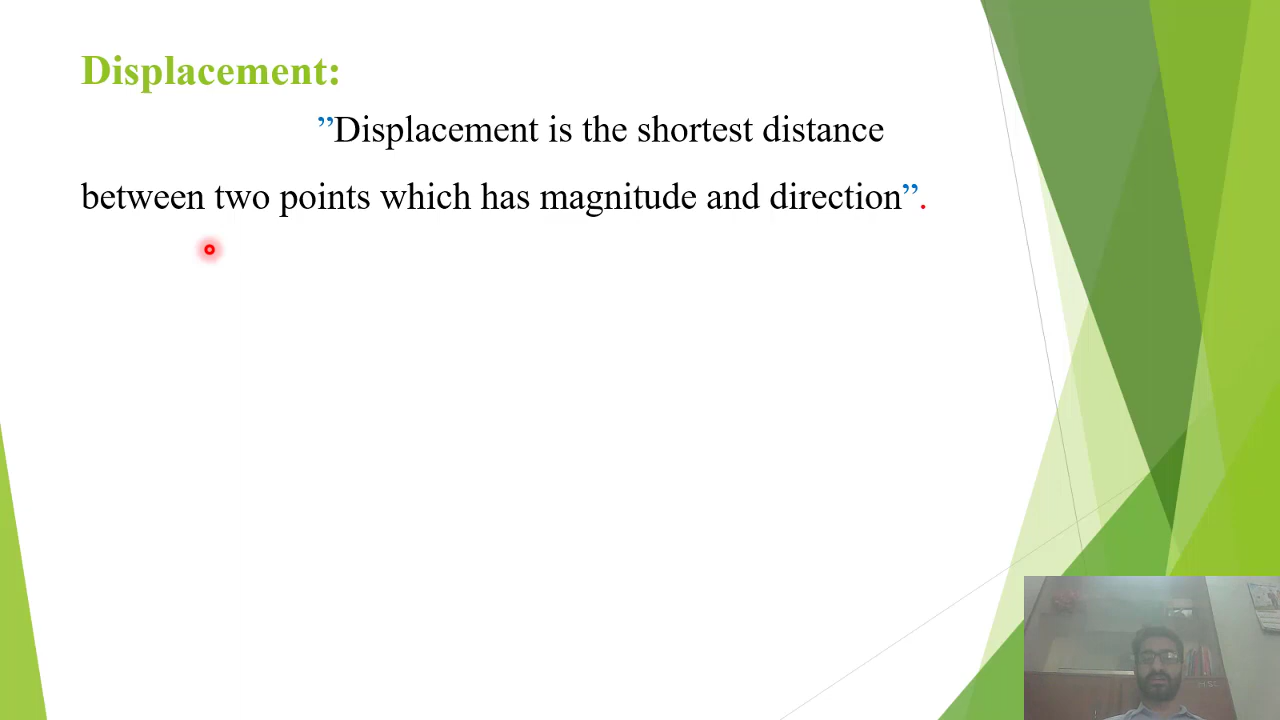 Displacement:
”Displacement is the shortest distance
between two points which has magnitude and direction”.